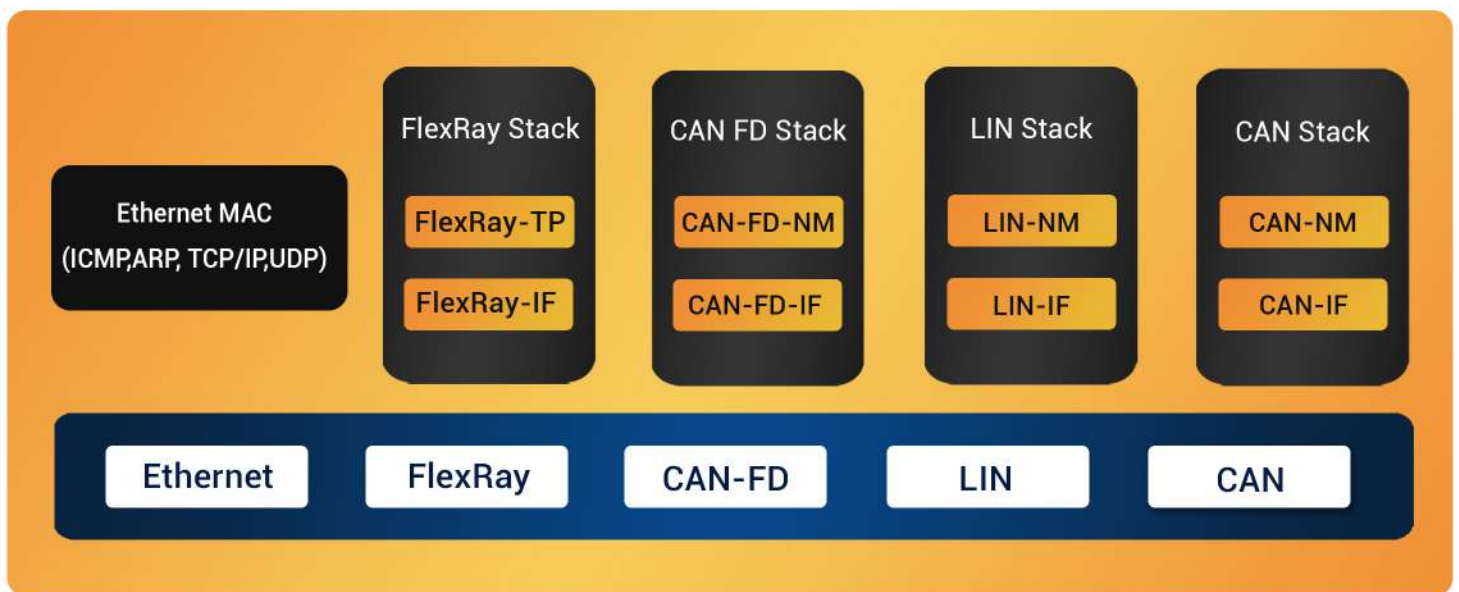 FlexRay Stack
CAN FD Stack
LIN Stack
CAN Stack
Ethernet MAC
(ICMP,ARP, TCP/IP,UDP)
FlexRay-TP
CAN-FD-NM
LIN-NM
CAN-NM
FlexRay-IF
CAN-FD-IF
LIN-IF
CAN-IF
Ethernet
FlexRay
CAN-FD
LIN
CAN